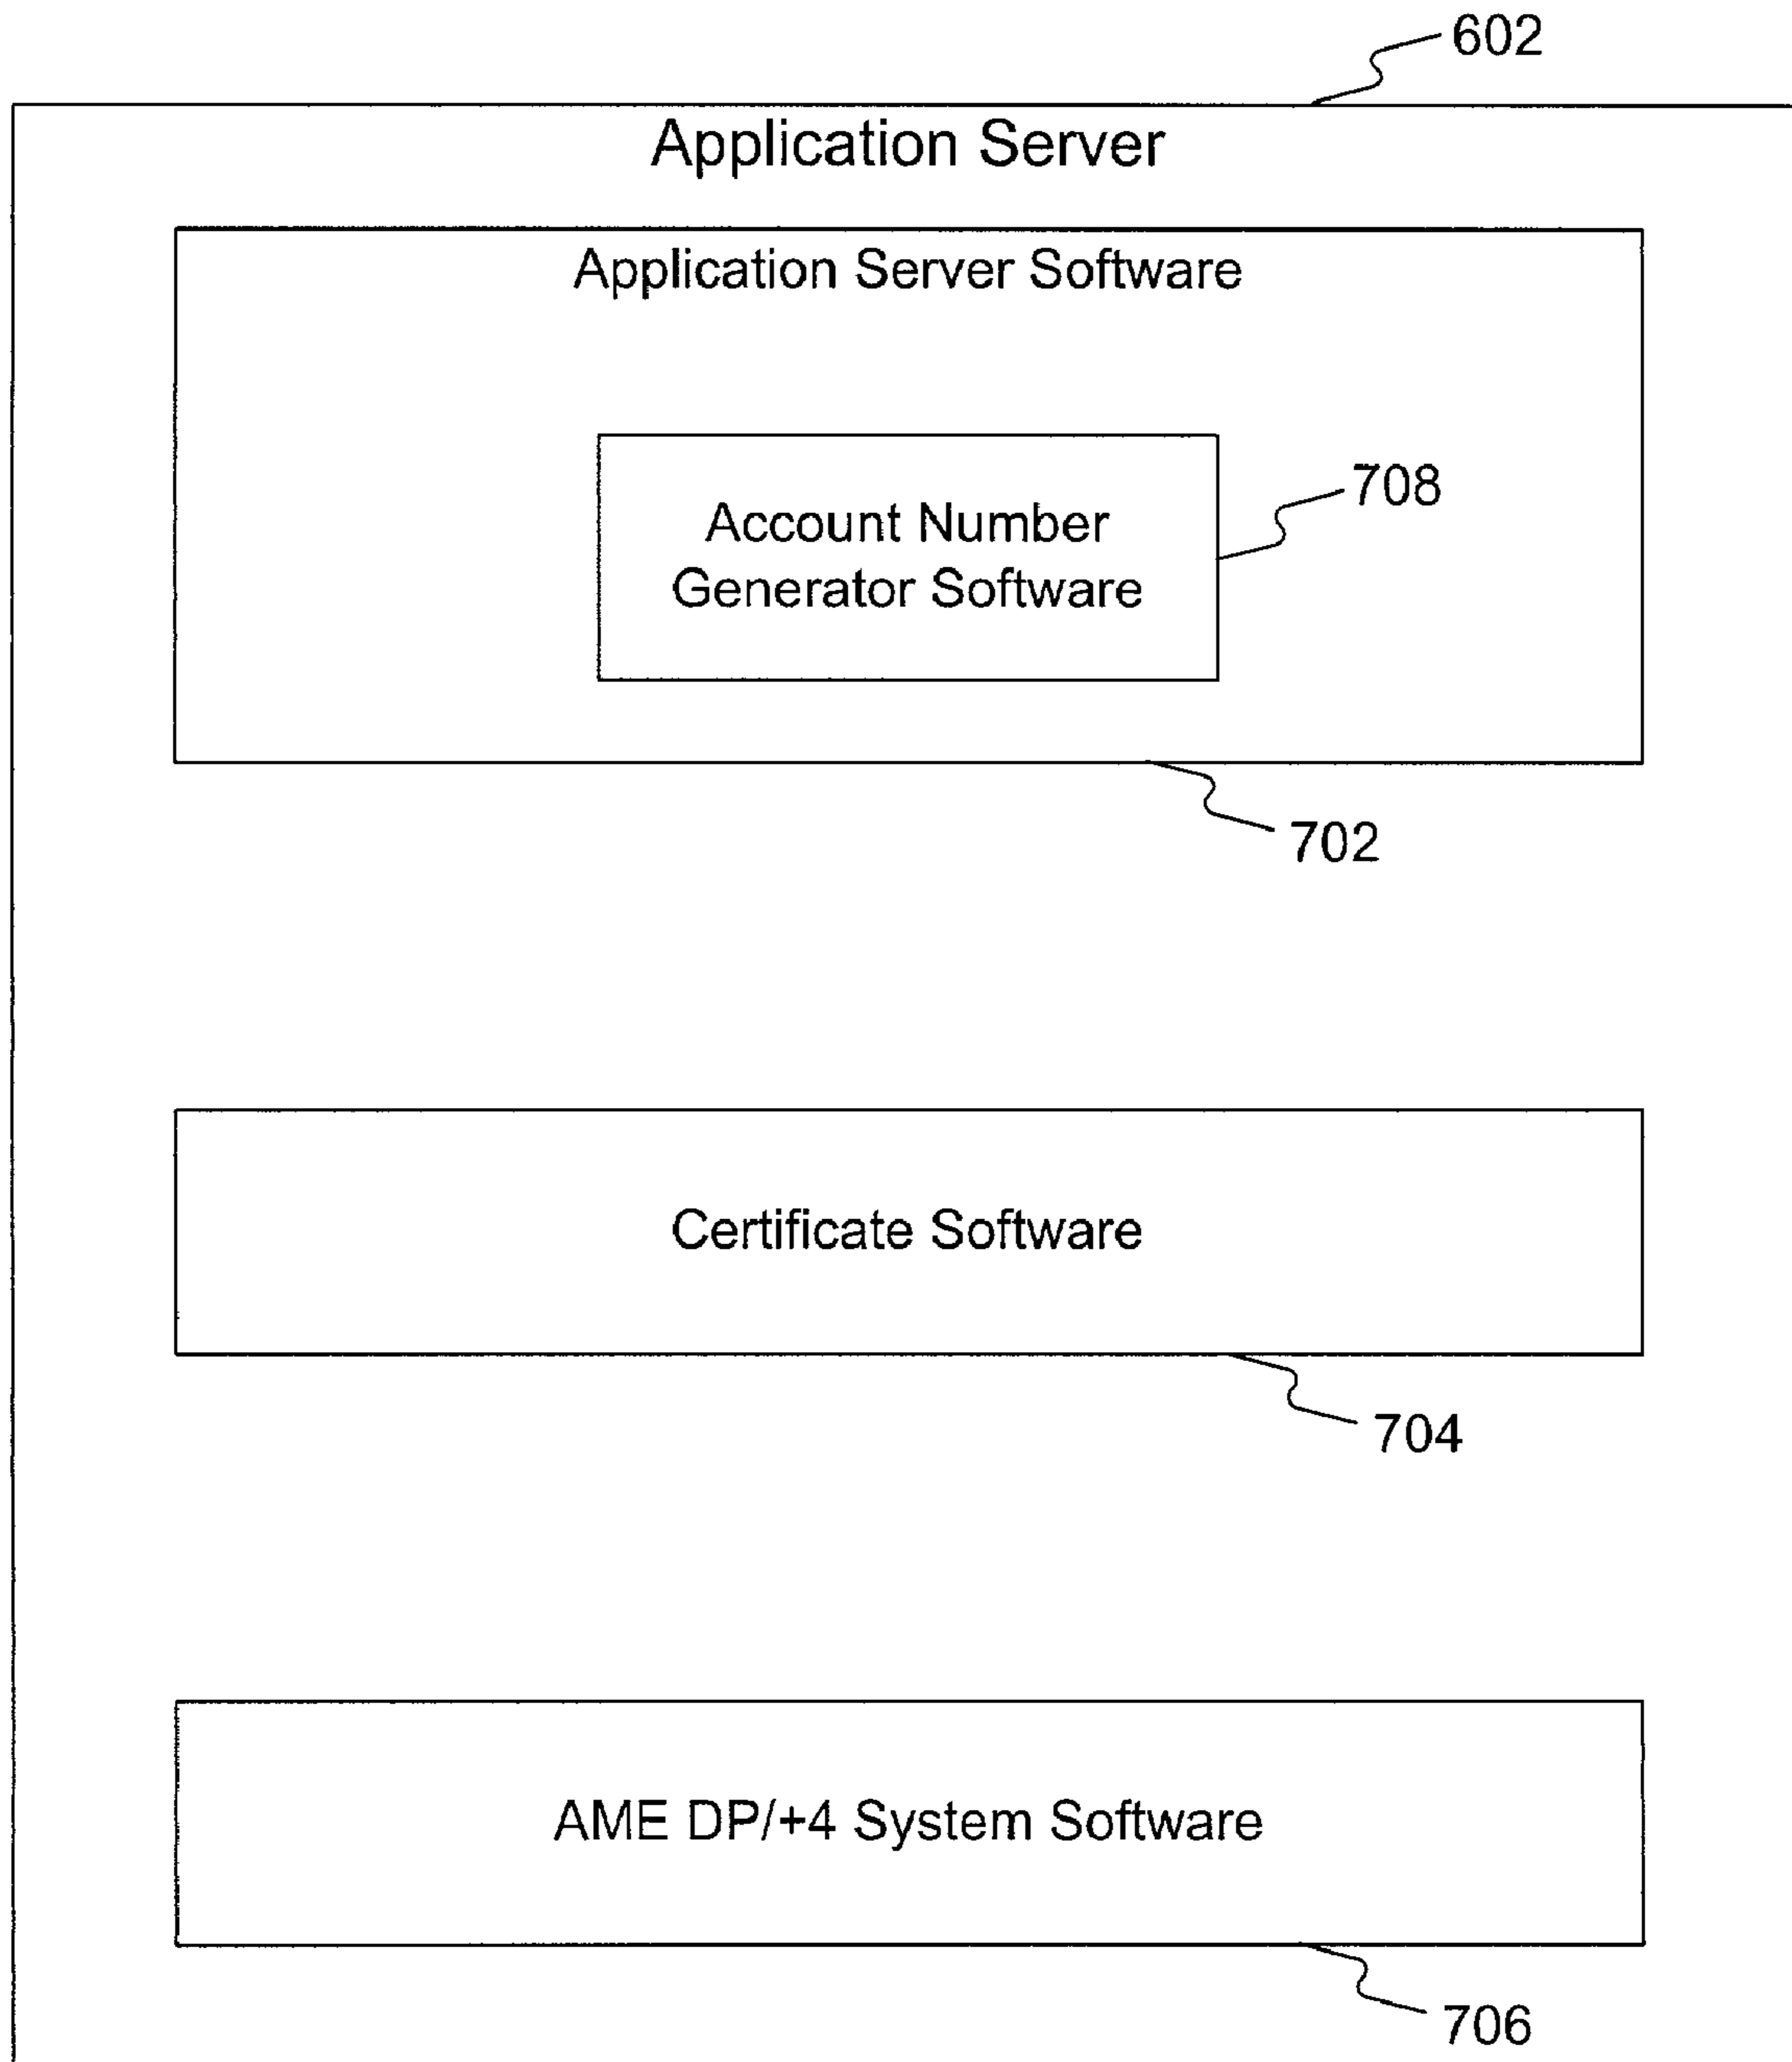 602
Application Server
Application Server Software
708
Account Number
Generator Software
702
Certificate Software
704
AME DP/+4 System Software
706